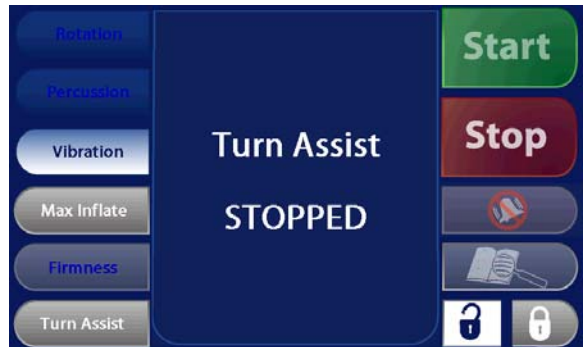 Rotation
Percussion
Vibration
Max Inflate
Firmness
Turn Assist
Turn Assist
STOPPED
Start
Stop